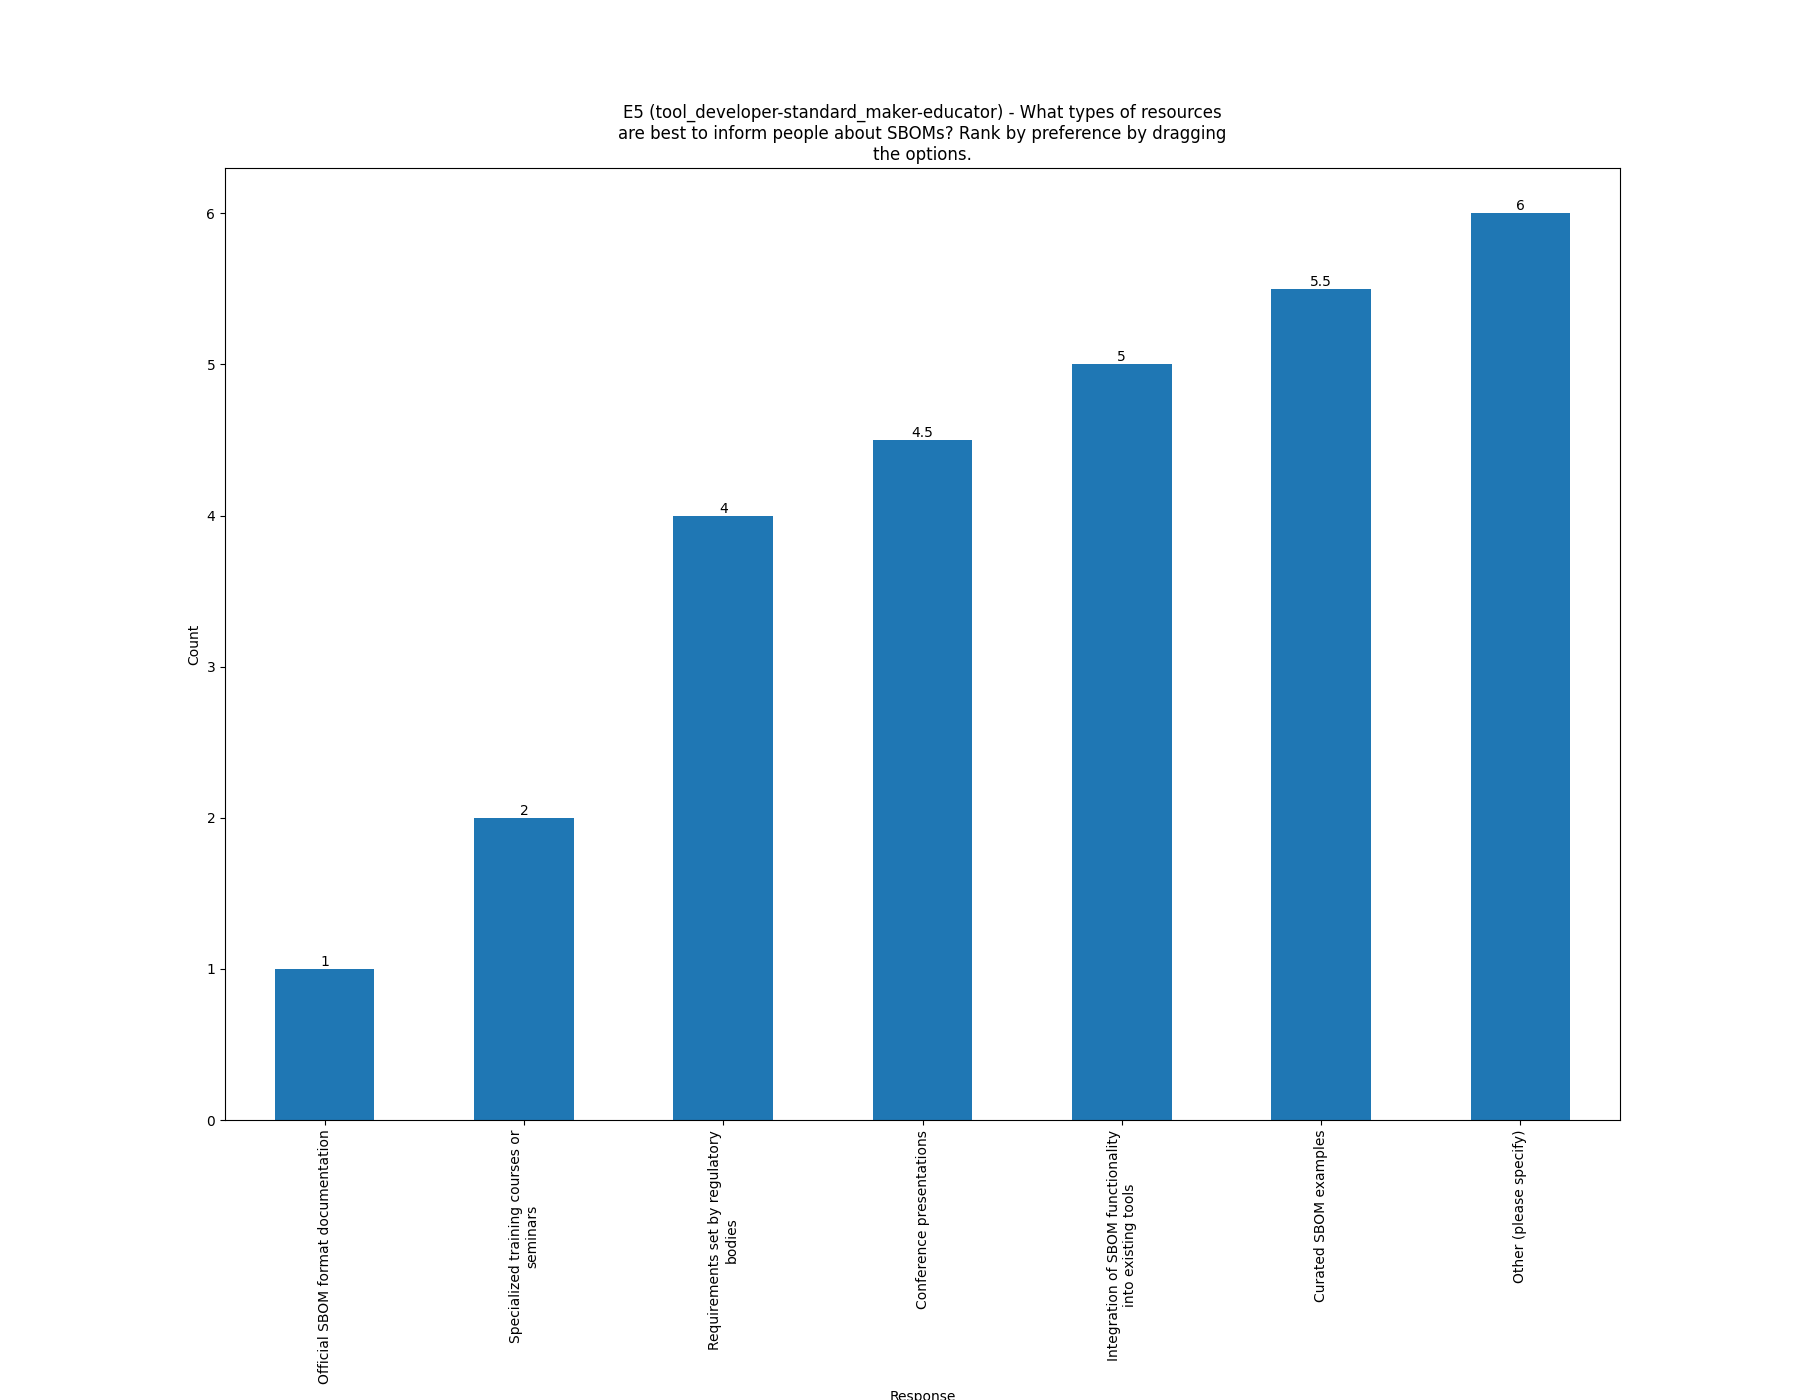 E5 (tool_developer-standard_maker-educator) - What types of resources
are best to inform people about SBOMs? Rank by preference by dragging
the options.
6
5
4
3
2
1
0
Count
1
2
4
4.5
5
5.5
6
Official SBOM format documentation
Specialized training courses or
seminars
Requirements set by regulatory
bodies
Conference presentations
Integration of SBOM functionality
into existing tools
Curated SBOM examples
Other (please specify)
Response